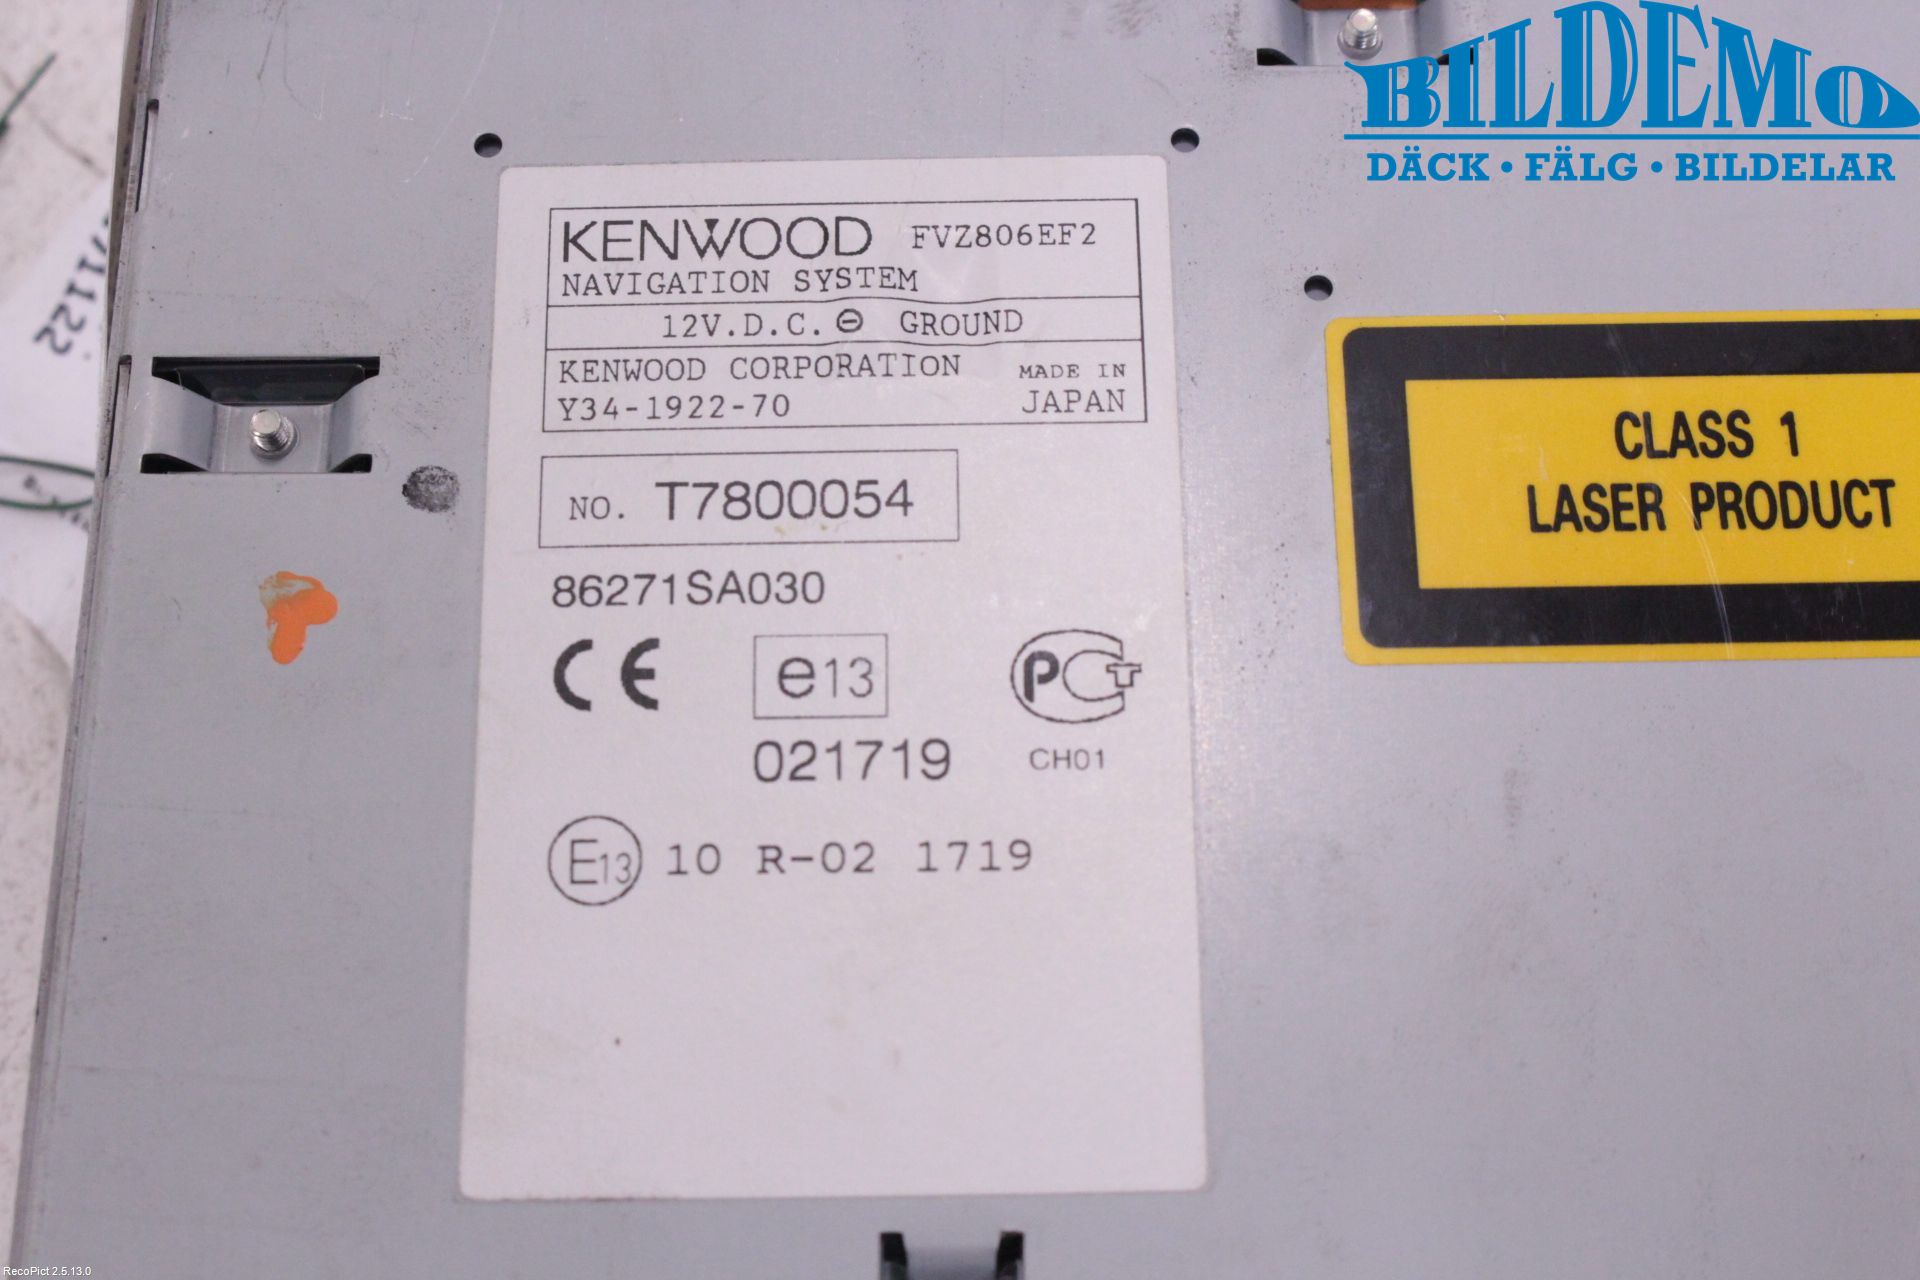 BILDEMO
DÄCK • FÄLG • BILDELAR
KENWOOD FVZ806EF2
NAVIGATION SYSTEM
12V.D.C. ⊖ GROUND
KENWOOD CORPORATION MADE IN
Y34-1922-70 JAPAN
NO. T7800054
86271SA030
CE e13 PCT
021719 CH01
E13 10 R-02 1719
CLASS 1
LASER PRODUCT
RecoPict 2.5.13.0